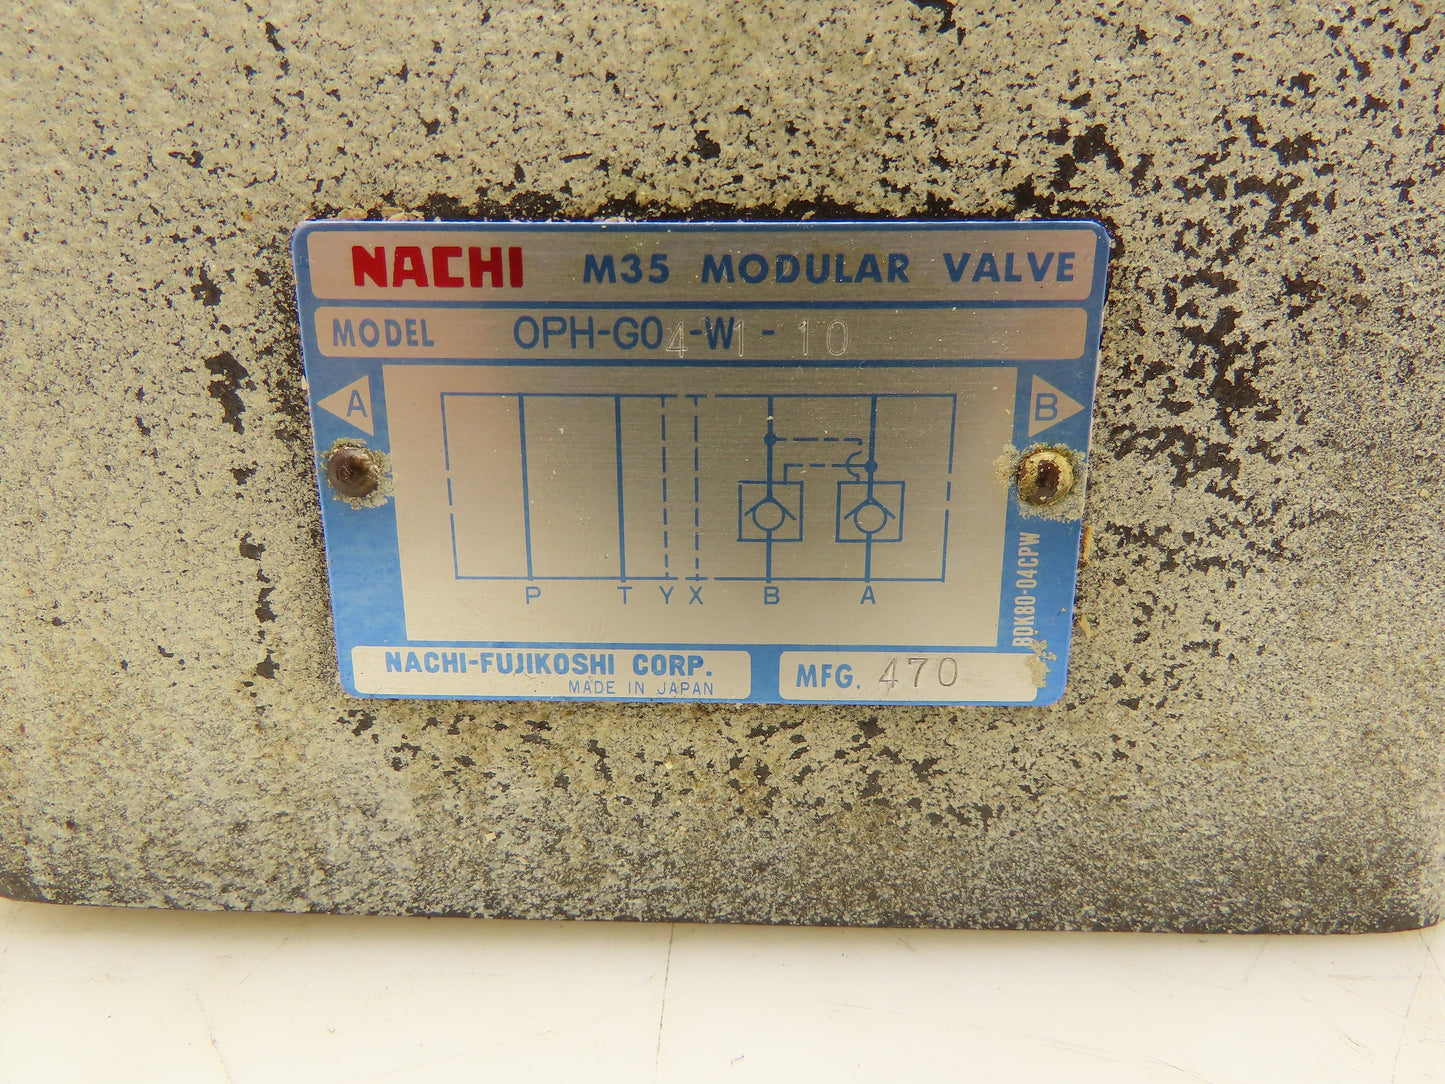 NACHI M35 MODULAR VALVE
MODEL OPH-G04-W1-10
A B
P T Y X B A
BDK80-04CPW
NACHI-FUJIKOSHI CORP.
MADE IN JAPAN
MFG. 470